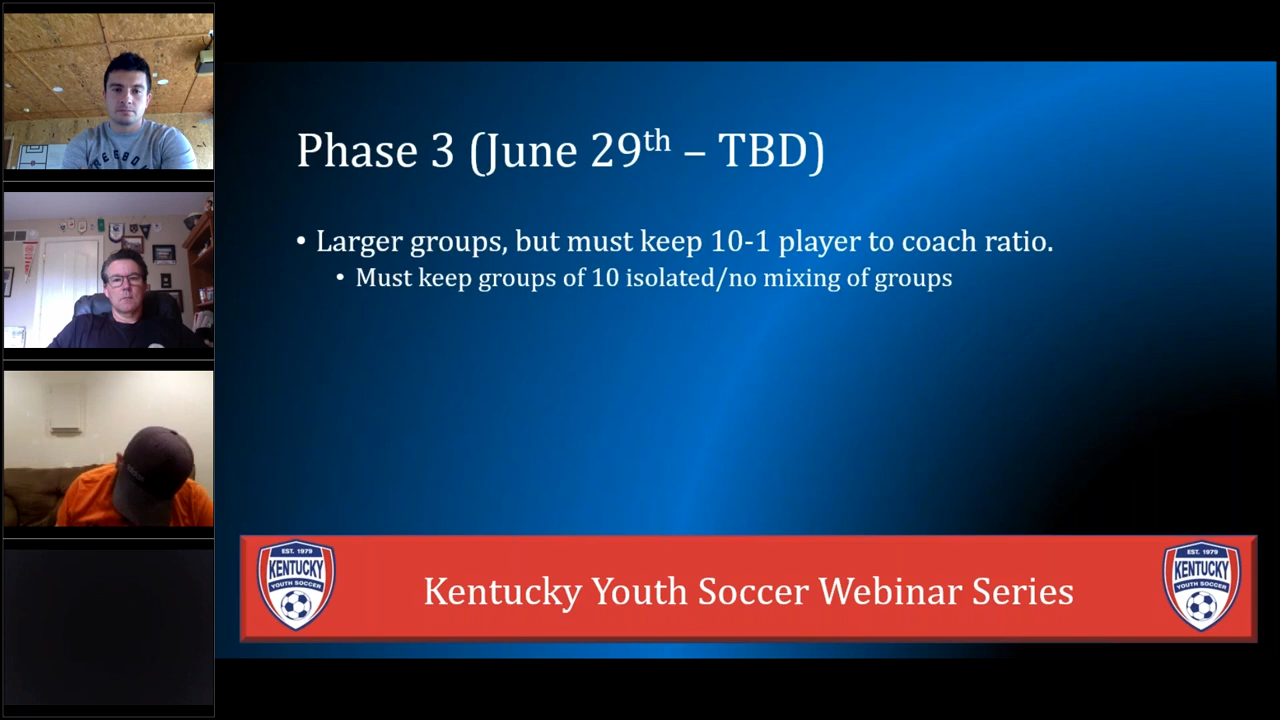 Phase 3 (June 29th – TBD)
• Larger groups, but must keep 10-1 player to coach ratio.
• Must keep groups of 10 isolated/no mixing of groups
EST. 1979
KENTUCKY
YOUTH SOCCER
Kentucky Youth Soccer Webinar Series
EST. 1979
KENTUCKY
YOUTH SOCCER